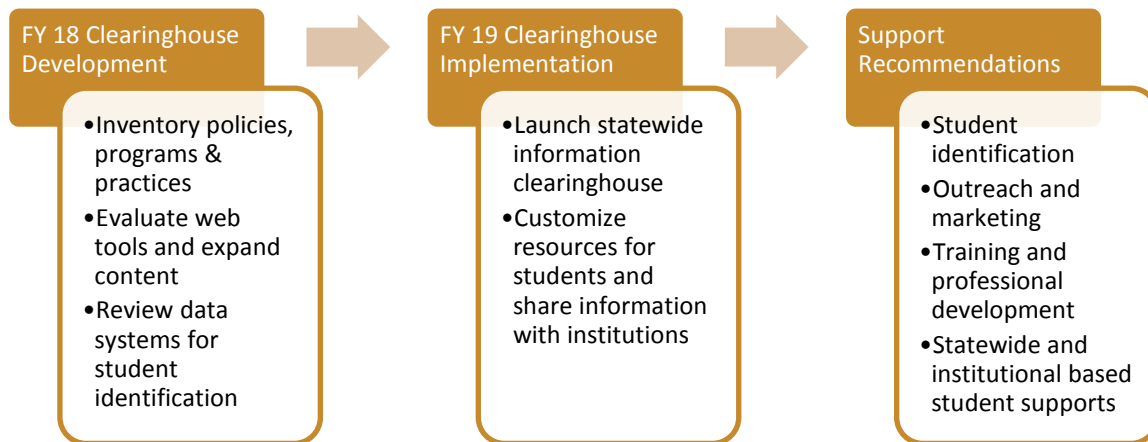 FY 18 Clearinghouse
Development
•Inventory policies,
programs &
practices
•Evaluate web
tools and expand
content
•Review data
systems for
student
identification
FY 19 Clearinghouse
Implementation
•Launch statewide
information
clearinghouse
•Customize
resources for
students and
share information
with institutions
Support
Recommendations
•Student
identification
•Outreach and
marketing
•Training and
professional
development
•Statewide and
institutional based
student supports